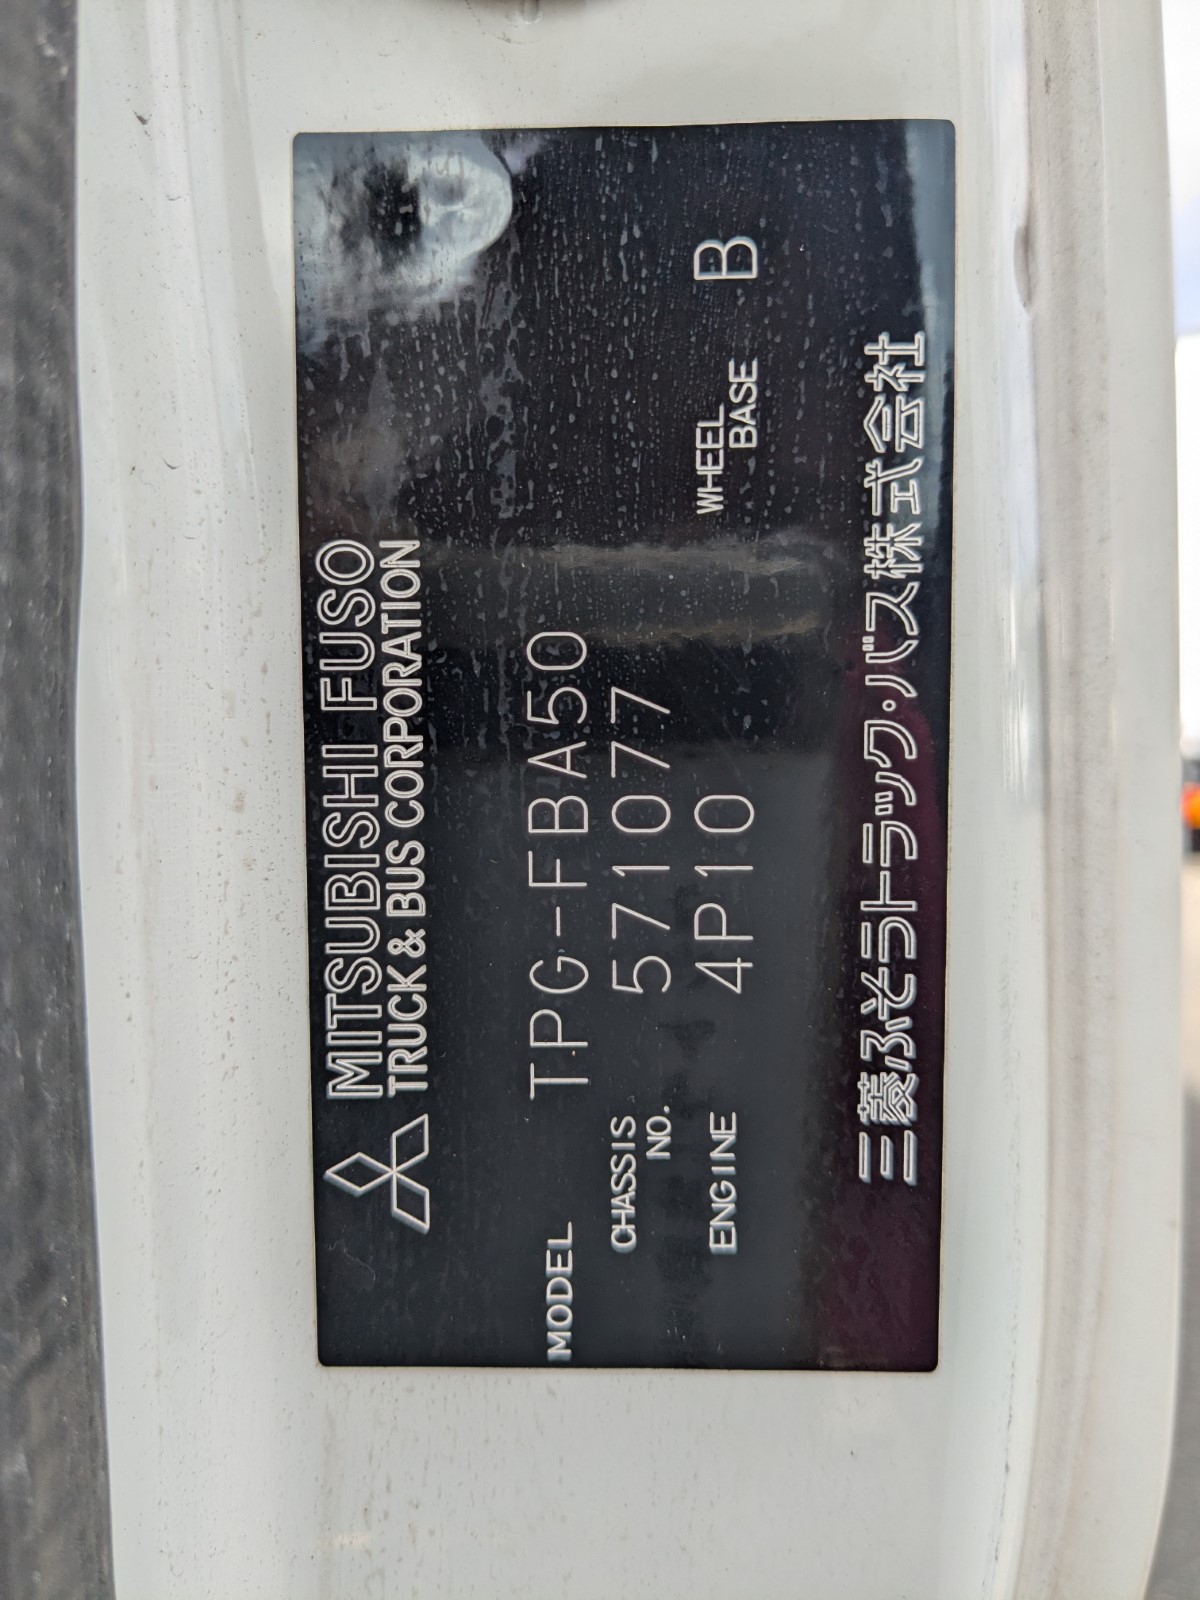 MITSUBISHI FUSO
TRUCK & BUS CORPORATION
MODEL TPG-FBA50
CHASSIS NO. 571077
ENGINE 4P10 WHEEL BASE B
三菱ふそうトラック・バス株式会社